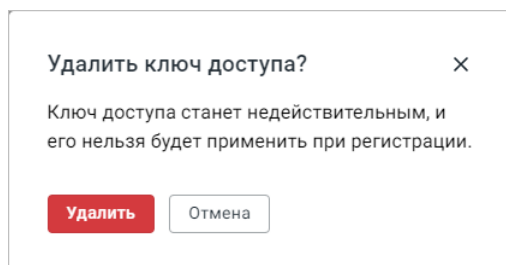 Удалить ключ доступа?
Ключ доступа станет недействительным, и
его нельзя будет применить при регистрации.
Удалить Отмена